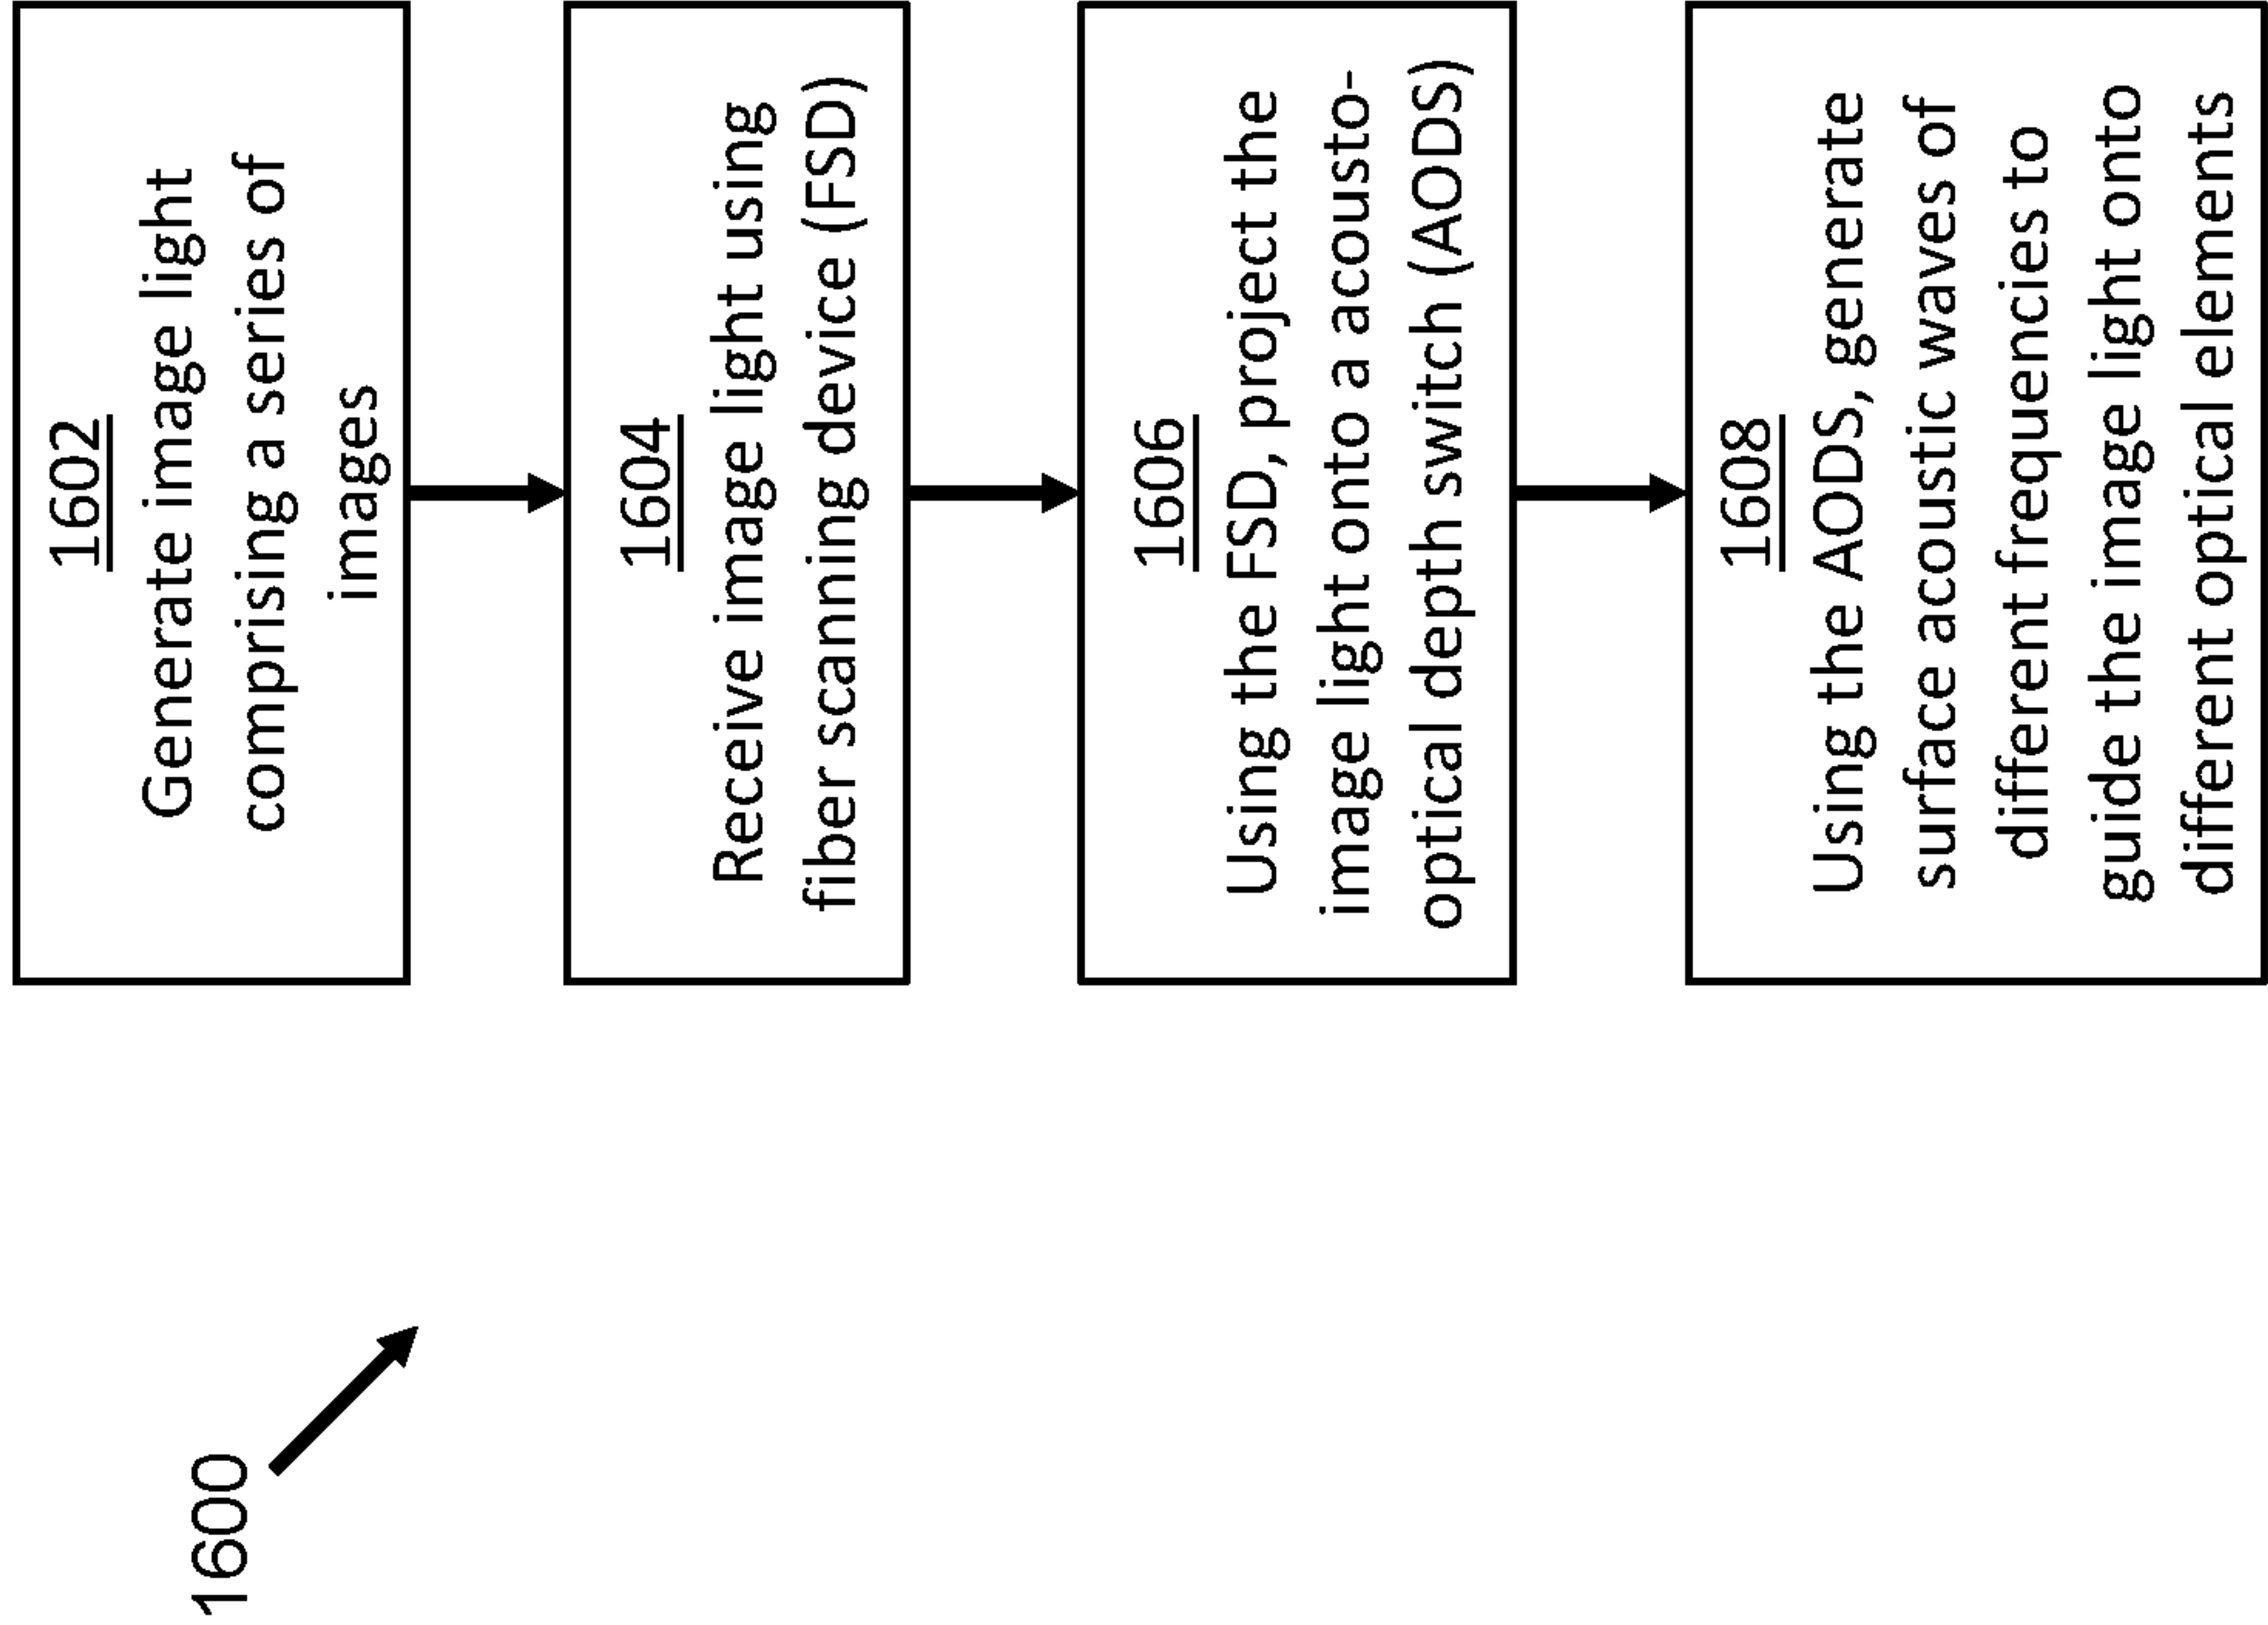 1600
1602
Generate image light
comprising a series of
images
1604
Receive image light using
fiber scanning device (FSD)
1606
Using the FSD, project the
image light onto a acousto-
optical depth switch (AODS)
1608
Using the AODS, generate
surface acoustic waves of
different frequencies to
guide the image light onto
different optical elements